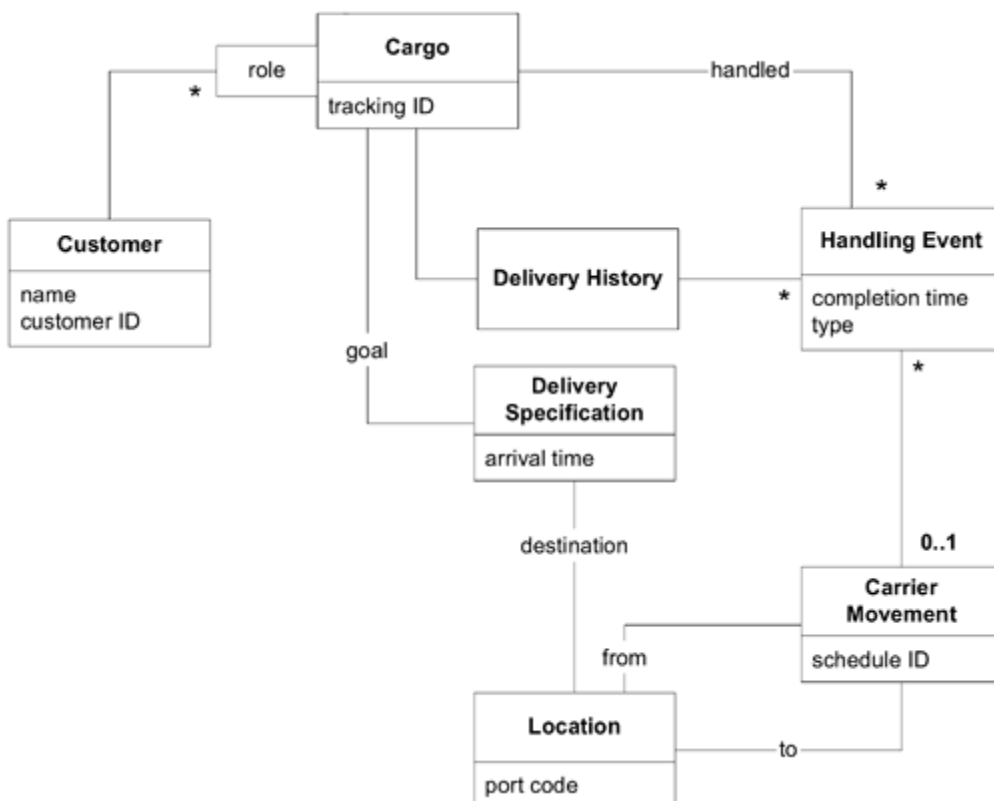 Cargo
role
handled
*
tracking ID
*
Customer
Handling Event
Delivery History
name
customer ID
*
completion time
type
goal
*
Delivery
Specification
arrival time
destination
0..1
Carrier
Movement
from
schedule ID
Location
to
port code